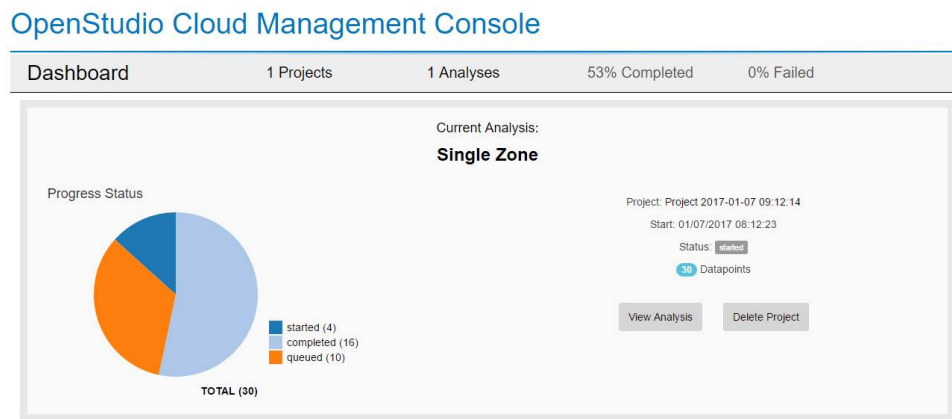 OpenStudio Cloud Management Console
Dashboard 1 Projects 1 Analyses 53% Completed 0% Failed
Current Analysis:
Single Zone
Progress Status
started (4)
completed (16)
queued (10)
TOTAL (30)
Project: Project 2017-01-07 09:12:14
Start: 01/07/2017 08:12:23
Status: started
30 Datapoints
View Analysis Delete Project